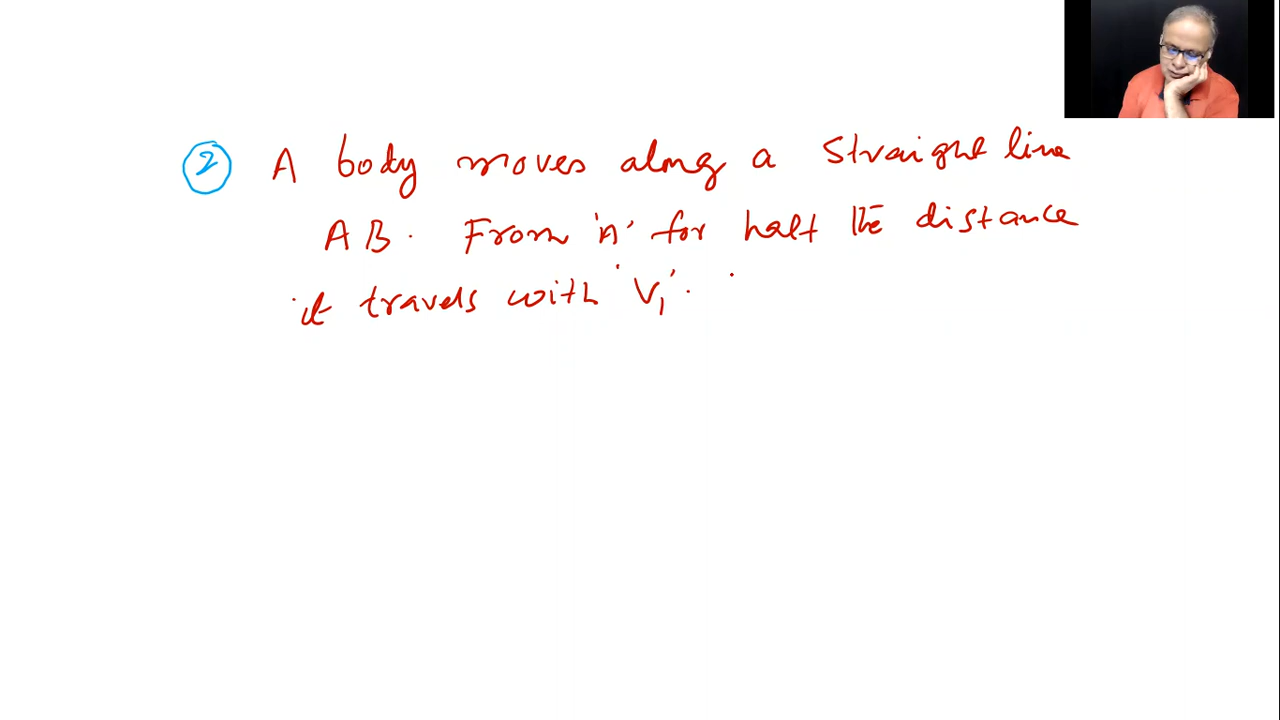 2 A body moves along a straight line
AB. From 'A' for half the distance
it travels with 'V₁'.